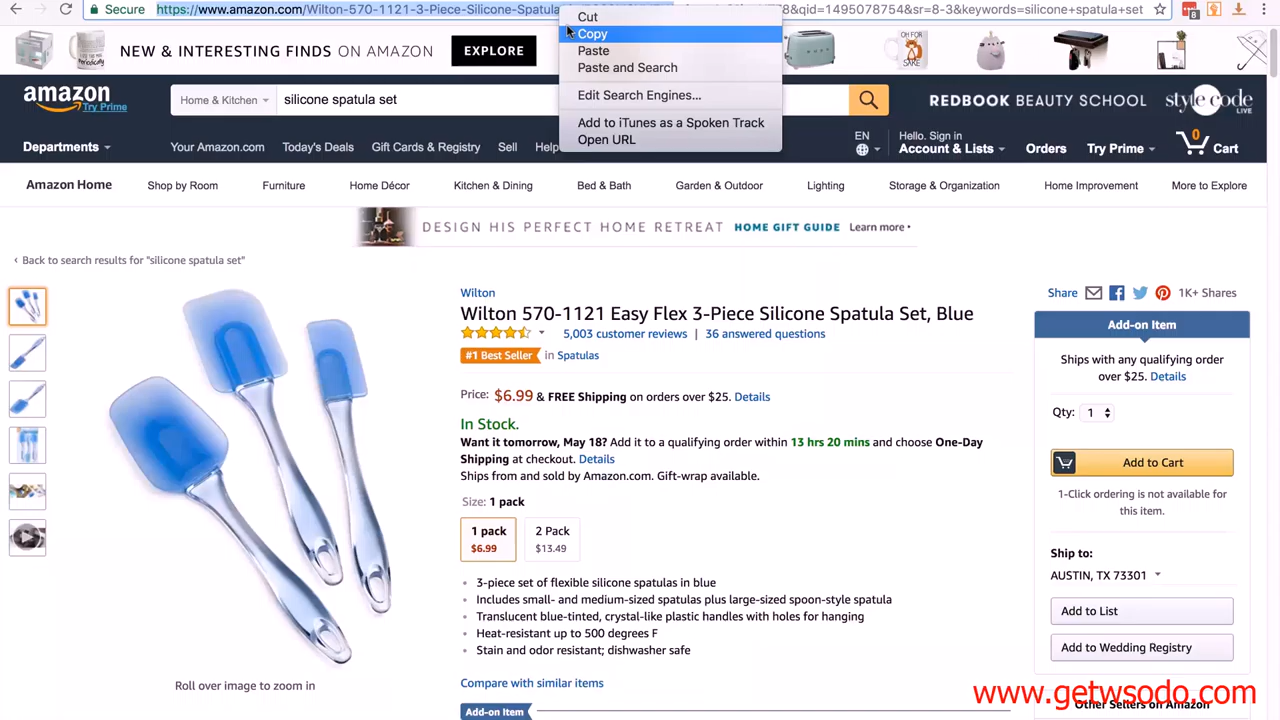 Secure https://www.amazon.com/Wilton-570-1121-3-Piece-Silicone-Spatula &qid=1495078754&sr=8-3&keywords=silicone+spatula+set
Cut
Copy
Paste
Paste and Search
Edit Search Engines...
Add to iTunes as a Spoken Track
Open URL
NEW & INTERESTING FINDS ON AMAZON EXPLORE
amazon
Try Prime
Home & Kitchen silicone spatula set
REDBOOK BEAUTY SCHOOL style code LIVE
Departments Your Amazon.com Today's Deals Gift Cards & Registry Sell Help
EN Hello. Sign in Account & Lists Orders Try Prime 0 Cart
Amazon Home Shop by Room Furniture Home Décor Kitchen & Dining Bed & Bath Garden & Outdoor Lighting Storage & Organization Home Improvement More to Explore
DESIGN HIS PERFECT HOME RETREAT HOME GIFT GUIDE Learn more
‹ Back to search results for "silicone spatula set"
Wilton
Wilton 570-1121 Easy Flex 3-Piece Silicone Spatula Set, Blue
5,003 customer reviews | 36 answered questions
#1 Best Seller in Spatulas
Price: $6.99 & FREE Shipping on orders over $25. Details
In Stock.
Want it tomorrow, May 18? Add it to a qualifying order within 13 hrs 20 mins and choose One-Day
Shipping at checkout. Details
Ships from and sold by Amazon.com. Gift-wrap available.
Size: 1 pack
1 pack 2 Pack
$6.99 $13.49
• 3-piece set of flexible silicone spatulas in blue
• Includes small- and medium-sized spatulas plus large-sized spoon-style spatula
• Translucent blue-tinted, crystal-like plastic handles with holes for hanging
• Heat-resistant up to 500 degrees F
• Stain and odor resistant; dishwasher safe
Compare with similar items
Add-on Item
Roll over image to zoom in
Share 1K+ Shares
Add-on Item
Ships with any qualifying order
over $25. Details
Qty: 1
Add to Cart
1-Click ordering is not available for
this item.
Ship to:
AUSTIN, TX 73301
Add to List
Add to Wedding Registry
www.getwsodo.com
Other Sellers on Amazon